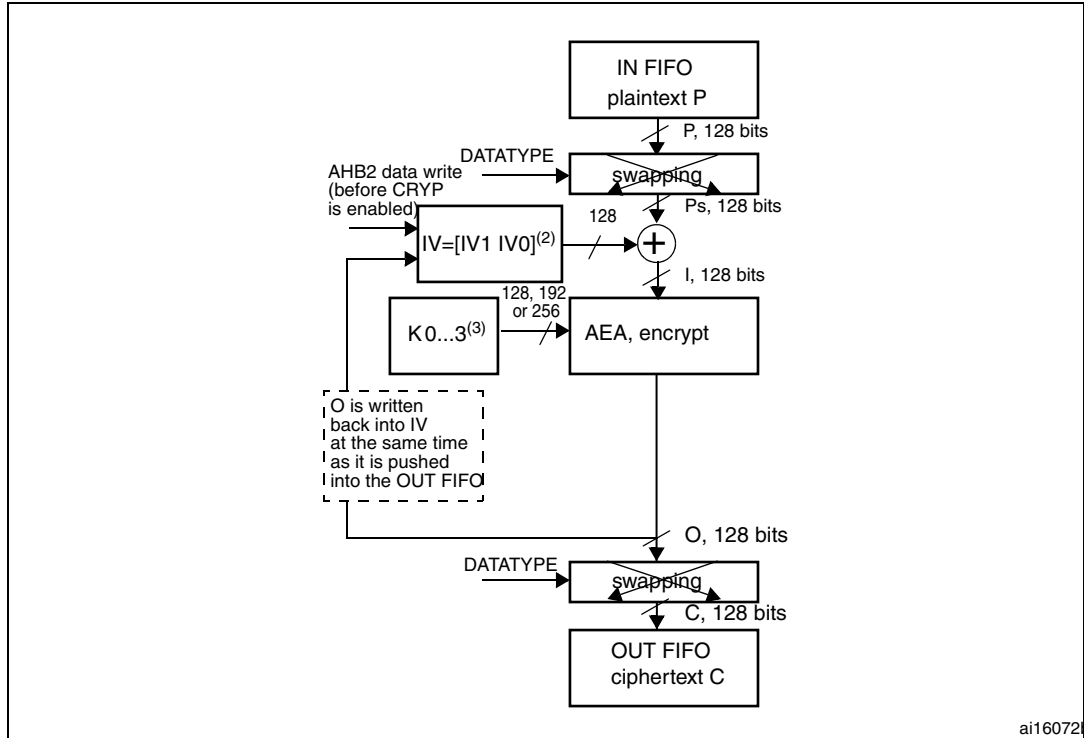 IN FIFO
plaintext P
P, 128 bits
DATATYPE
swapping
AHB2 data write
(before CRYP
is enabled)
Ps, 128 bits
IV=[IV1 IV0](2)
128
+
I, 128 bits
128, 192
or 256
K 0...3(3)
AEA, encrypt
O is written
back into IV
at the same time
as it is pushed
into the OUT FIFO
O, 128 bits
DATATYPE
swapping
C, 128 bits
OUT FIFO
ciphertext C